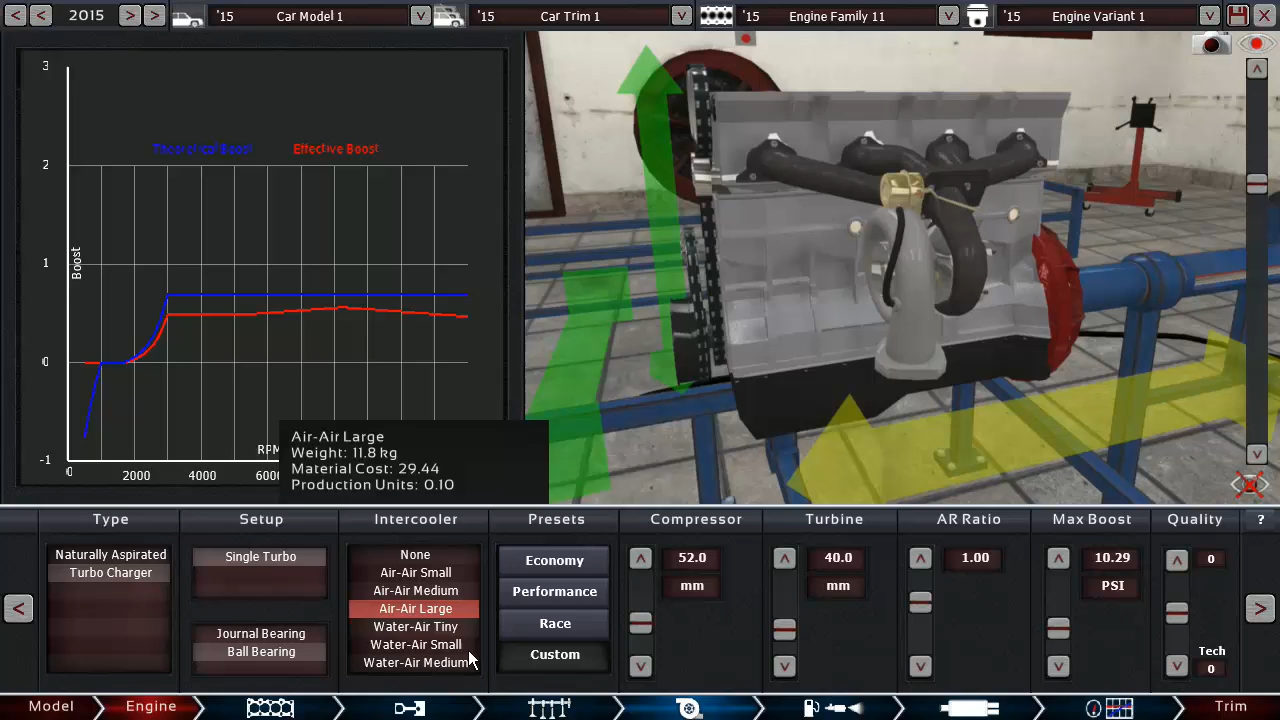 2015
'15 Car Model 1
'15 Car Trim 1
'15 Engine Family 11
'15 Engine Variant 1
3
Theoretical Boost Effective Boost
2
1
Boost
0
-1
RPM
0 2000 4000
Air-Air Large
Weight: 11.8 kg
Material Cost: 29.44
Production Units: 0.10
Type
Naturally Aspirated
Turbo Charger
Setup
Single Turbo
Journal Bearing
Ball Bearing
Intercooler
None
Air-Air Small
Air-Air Medium
Air-Air Large
Water-Air Tiny
Water-Air Small
Water-Air Medium
Presets
Economy
Performance
Race
Custom
Compressor
52.0
mm
Turbine
40.0
mm
AR Ratio
1.00
Max Boost
10.29
PSI
Quality
0
Tech
0
?
Model
Engine
Trim